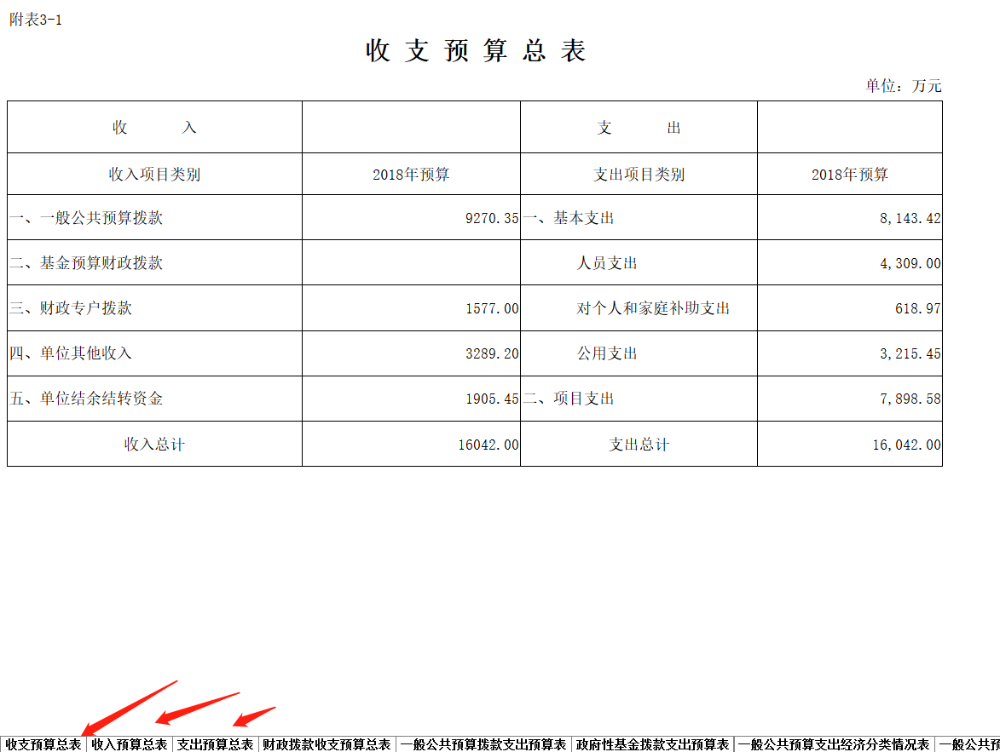 附表3-1
收支预算总表
单位：万元
收 入 支 出
收入项目类别 2018年预算 支出项目类别 2018年预算
一、一般公共预算拨款 9270.35 一、基本支出 8,143.42
二、基金预算财政拨款 人员支出 4,309.00
三、财政专户拨款 1577.00 对个人和家庭补助支出 618.97
四、单位其他收入 3289.20 公用支出 3,215.45
五、单位结余结转资金 1905.45 二、项目支出 7,898.58
收入总计 16042.00 支出总计 16,042.00
收支预算总表 收入预算总表 支出预算总表 财政拨款收支预算总表 一般公共预算拨款支出预算表 政府性基金拨款支出预算表 一般公共预算支出经济分类情况表 一般公共